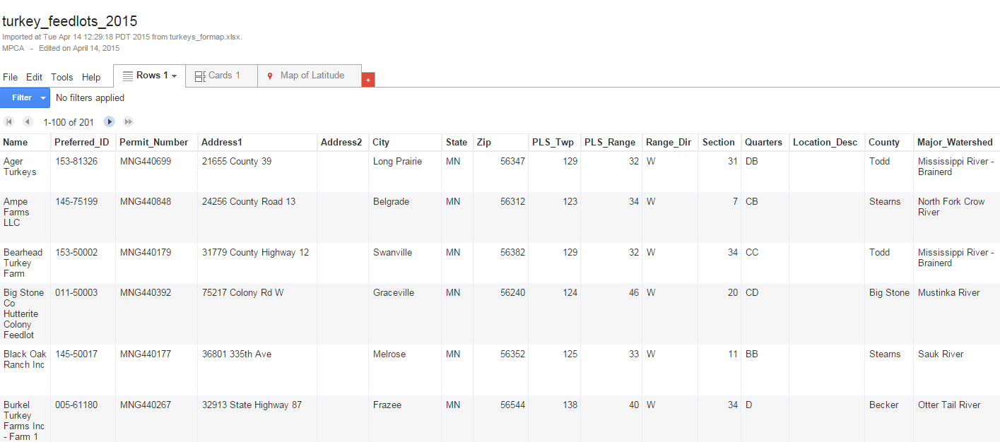 turkey_feedlots_2015
Imported at Tue Apr 14 12:29:18 PDT 2015 from turkeys_formap.xlsx.
MPCA - Edited on April 14, 2015
File Edit Tools Help Rows 1 Cards 1 Map of Latitude +
Filter No filters applied
1-100 of 201
Name Preferred_ID Permit_Number Address1 Address2 City State Zip PLS_Twp PLS_Range Range_Dir Section Quarters Location_Desc County Major_Watershed
Ager 153-81326 MNG440699 21655 County 39 Long Prairie MN 56347 129 32 W 31 DB Todd Mississippi River -
Turkeys Brainerd
Ampe 145-75199 MNG440848 24256 County Road 13 Belgrade MN 56312 123 34 W 7 CB Stearns North Fork Crow
Farms River
LLC
Bearhead 153-50002 MNG440179 31779 County Highway 12 Swanville MN 56382 129 32 W 34 CC Todd Mississippi River -
Turkey Brainerd
Farm
Big Stone 011-50003 MNG440392 75217 Colony Rd W Graceville MN 56240 124 46 W 20 CD Big Stone Mustinka River
Co
Hutterite
Colony
Feedlot
Black Oak 145-50017 MNG440177 36801 335th Ave Melrose MN 56352 125 33 W 11 BB Stearns Sauk River
Ranch Inc
Burkel 005-61180 MNG440267 32913 State Highway 87 Frazee MN 56544 138 40 W 34 D Becker Otter Tail River
Turkey
Farms Inc
- Farm 1